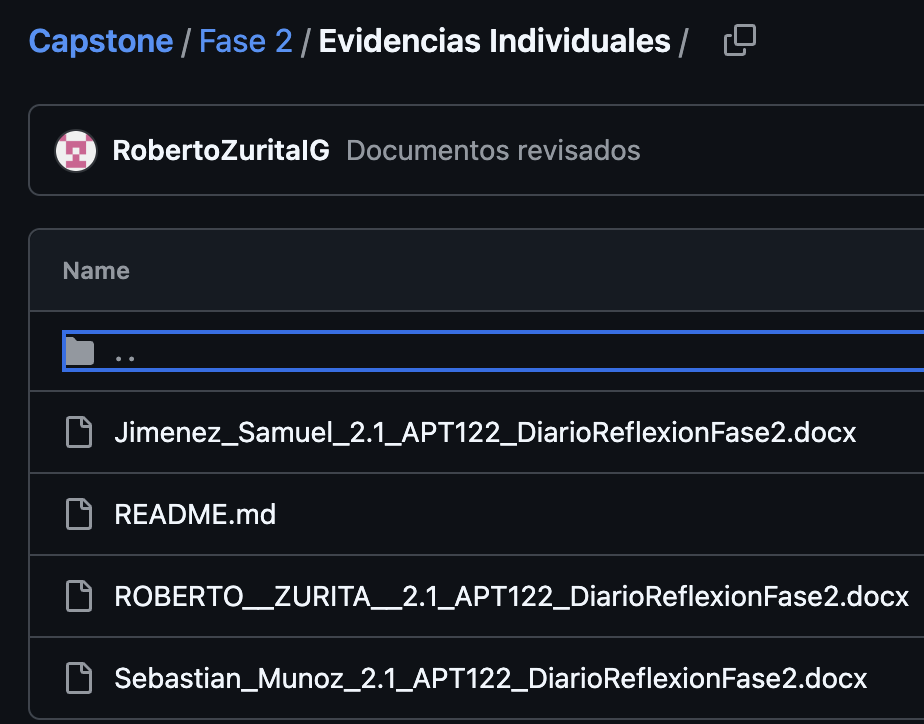 Capstone / Fase 2 / Evidencias Individuales /
RobertoZuritaIG Documentos revisados
Name
..
Jimenez_Samuel_2.1_APT122_DiarioReflexionFase2.docx
README.md
ROBERTO__ZURITA__2.1_APT122_DiarioReflexionFase2.docx
Sebastian_Munoz_2.1_APT122_DiarioReflexionFase2.docx